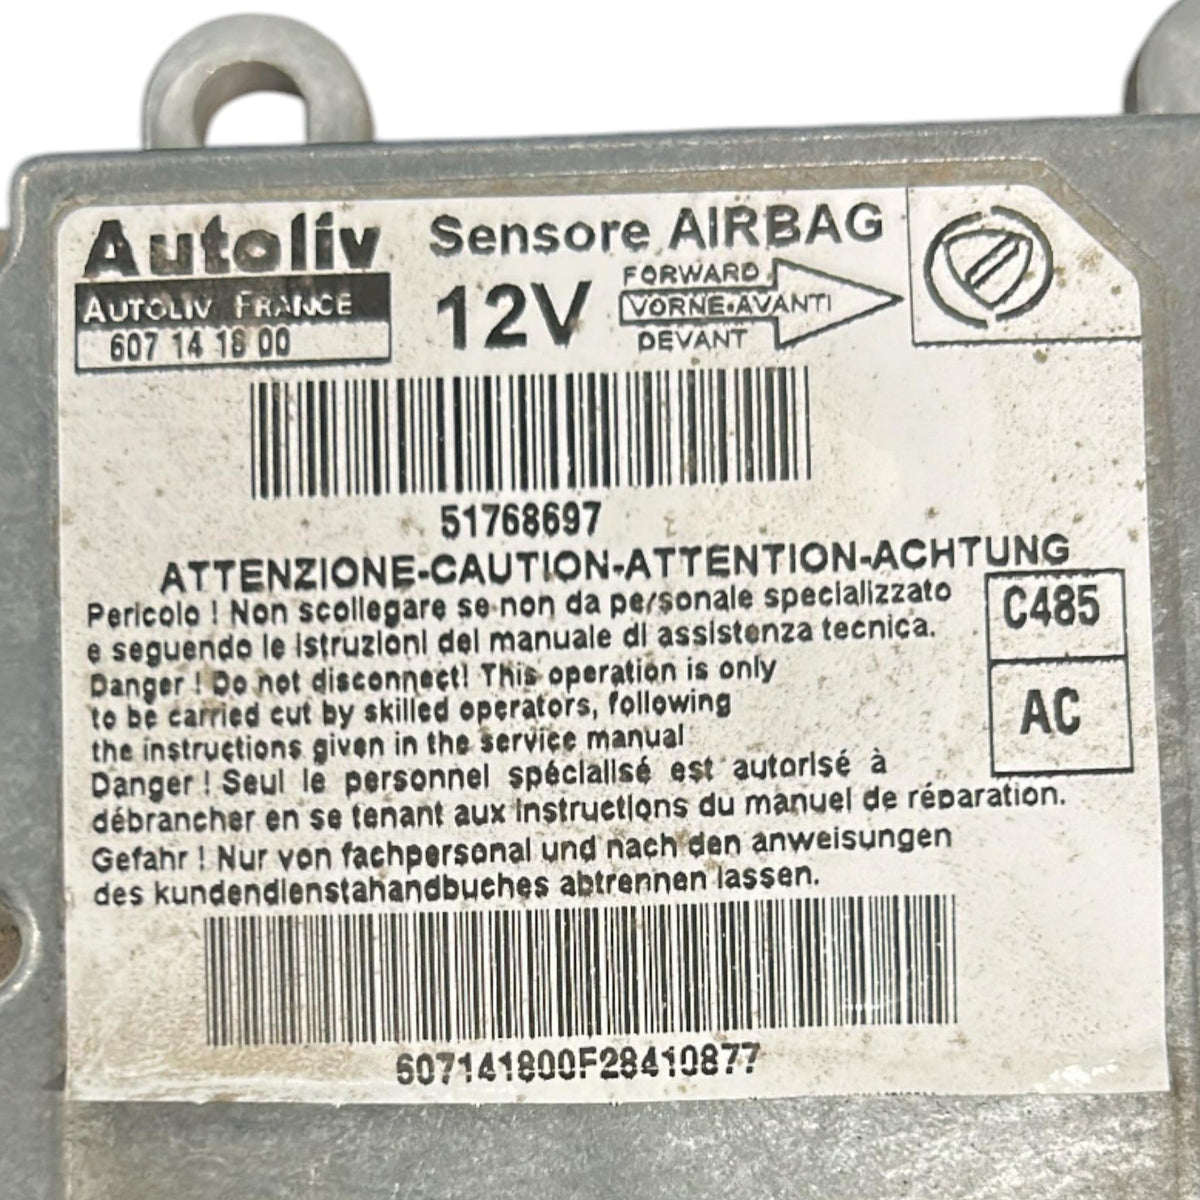 Autoliv
Sensore AIRBAG
AUTOLIV FRANCE
607 14 18 00
12V
FORWARD
VORNE•AVANTI
DEVANT
51768697
ATTENZIONE-CAUTION-ATTENTION-ACHTUNG
Pericolo ! Non scollegare se non da personale specializzato
e seguendo le istruzioni del manuale di assistenza tecnica.
Danger ! Do not disconnect! This operation is only
to be carried cut by skilled operators, following
the instructions given in the service manual
Danger ! Seul le personnel spécialisé est autorisé à
débrancher en se tenant aux instructions du manuel de réparation.
Gefahr ! Nur von fachpersonal und nach den anweisungen
des kundendienstahandbuches abtrennen lassen.
C485
AC
607141800F28410877